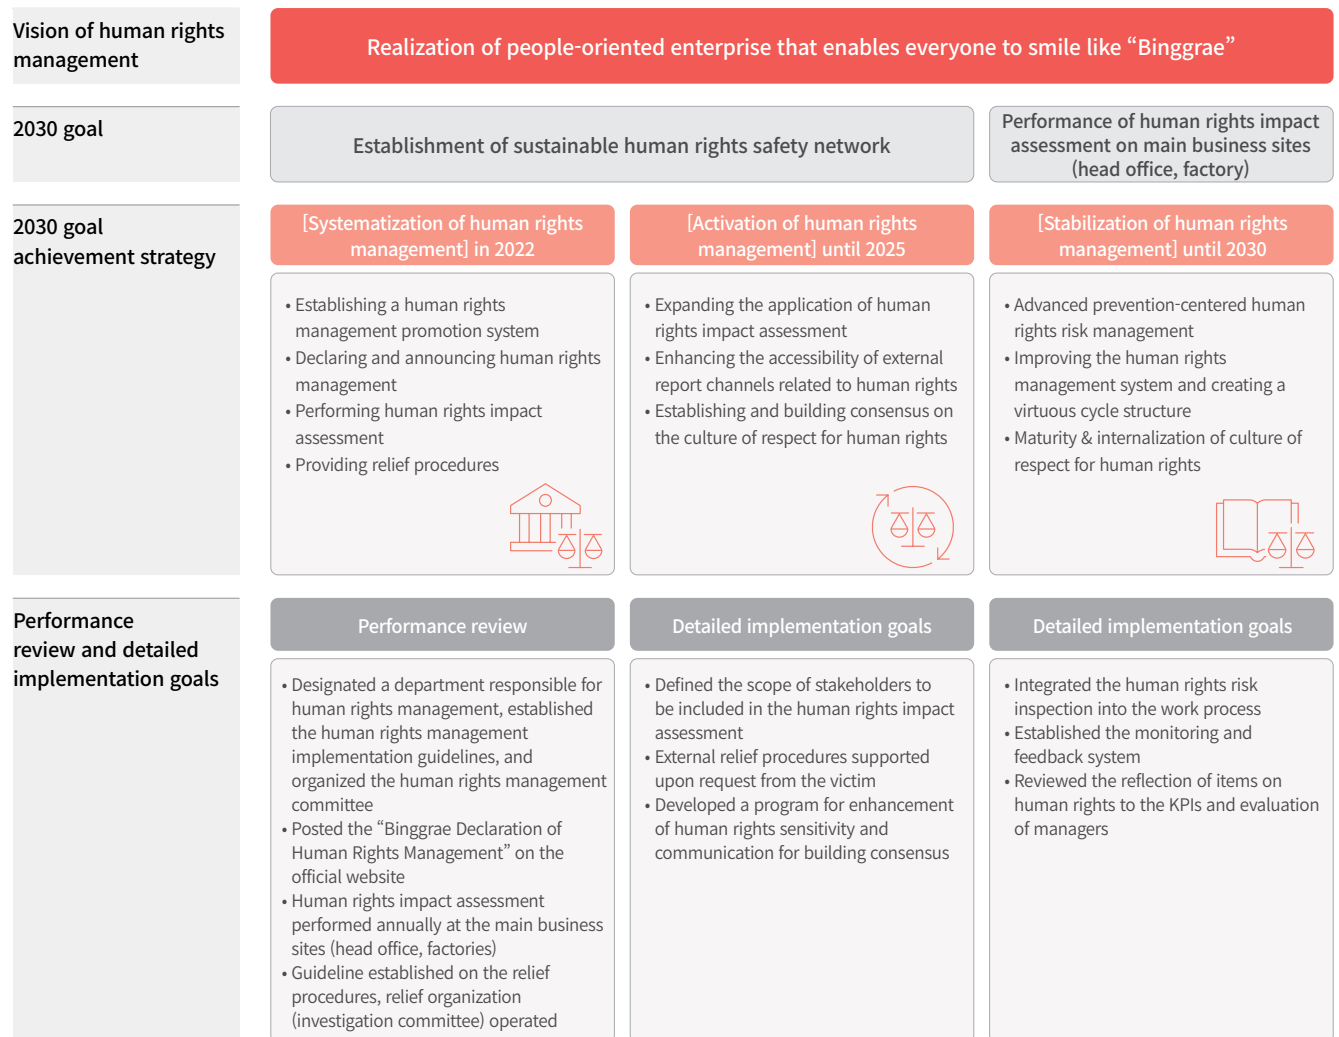 Vision of human rights
management
Realization of people-oriented enterprise that enables everyone to smile like “Binggrae”
2030 goal
Establishment of sustainable human rights safety network
Performance of human rights impact
assessment on main business sites
(head office, factory)
2030 goal
achievement strategy
[Systematization of human rights
management] in 2022
• Establishing a human rights
management promotion system
• Declaring and announcing human rights
management
• Performing human rights impact
assessment
• Providing relief procedures
[Activation of human rights
management] until 2025
• Expanding the application of human
rights impact assessment
• Enhancing the accessibility of external
report channels related to human rights
• Establishing and building consensus on
the culture of respect for human rights
[Stabilization of human rights
management] until 2030
• Advanced prevention-centered human
rights risk management
• Improving the human rights
management system and creating a
virtuous cycle structure
• Maturity & internalization of culture of
respect for human rights
Performance
review and detailed
implementation goals
Performance review
• Designated a department responsible for
human rights management, established
the human rights management
implementation guidelines, and
organized the human rights management
committee
• Posted the “Binggrae Declaration of
Human Rights Management” on the
official website
• Human rights impact assessment
performed annually at the main business
sites (head office, factories)
• Guideline established on the relief
procedures, relief organization
(investigation committee) operated
Detailed implementation goals
• Defined the scope of stakeholders to
be included in the human rights impact
assessment
• External relief procedures supported
upon request from the victim
• Developed a program for enhancement
of human rights sensitivity and
communication for building consensus
Detailed implementation goals
• Integrated the human rights risk
inspection into the work process
• Established the monitoring and
feedback system
• Reviewed the reflection of items on
human rights to the KPIs and evaluation
of managers